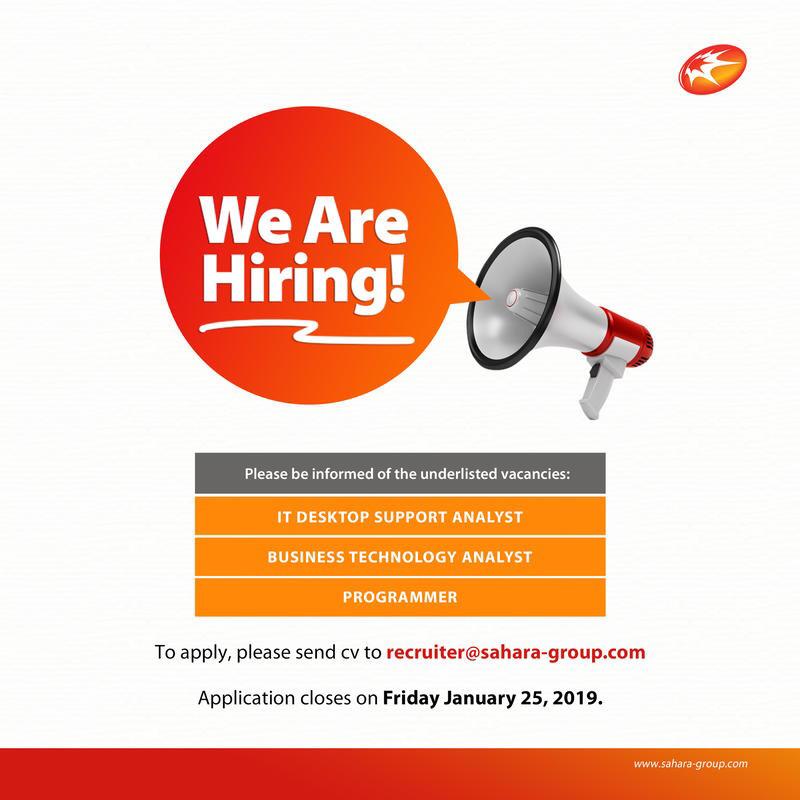 We Are
Hiring!
Please be informed of the underlisted vacancies:
IT DESKTOP SUPPORT ANALYST
BUSINESS TECHNOLOGY ANALYST
PROGRAMMER
To apply, please send cv to recruiter@sahara-group.com
Application closes on Friday January 25, 2019.
www.sahara-group.com